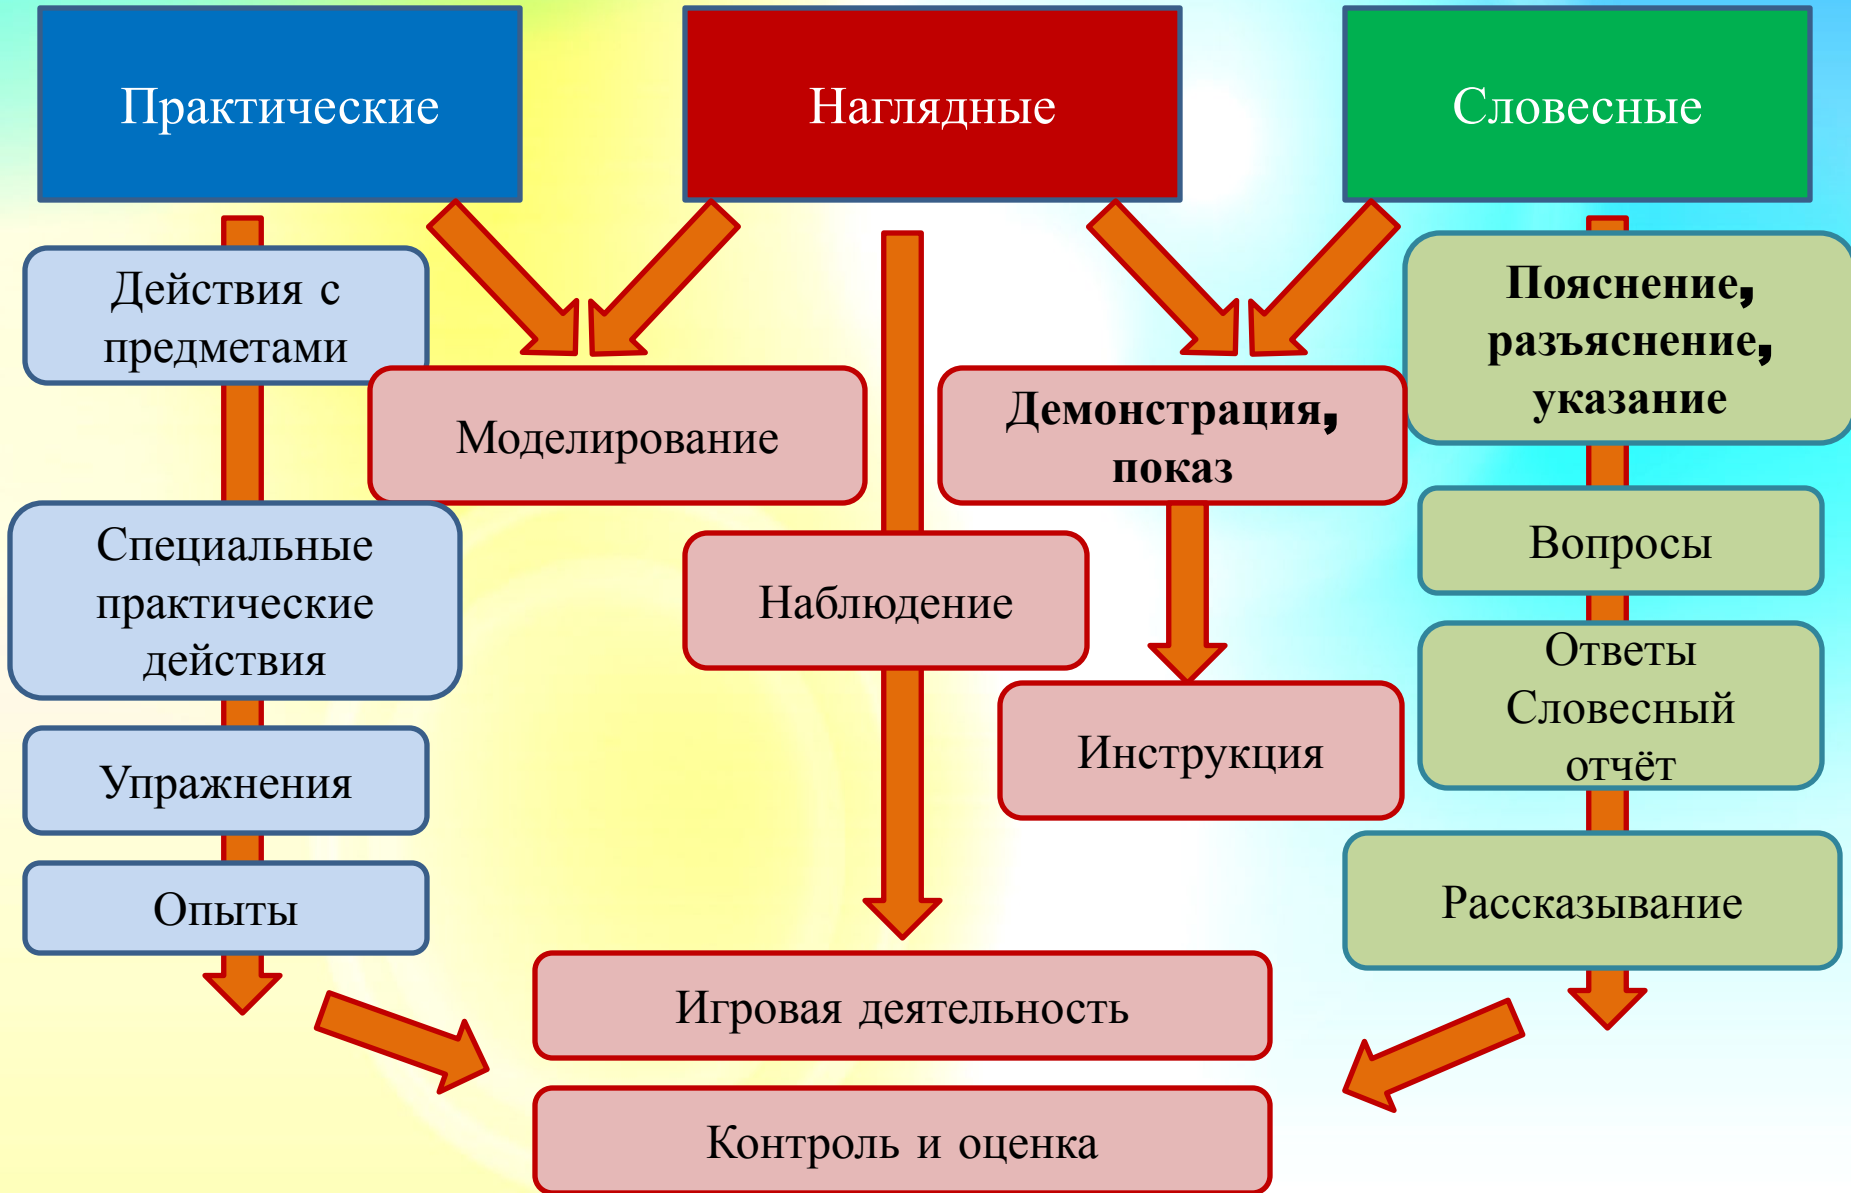 Практические
Наглядные
Словесные
Действия с
предметами
Моделирование
Демонстрация,
показ
Пояснение,
разъяснение,
указание
Специальные
практические
действия
Наблюдение
Вопросы
Ответы
Словесный
отчёт
Упражнения
Инструкция
Опыты
Рассказывание
Игровая деятельность
Контроль и оценка